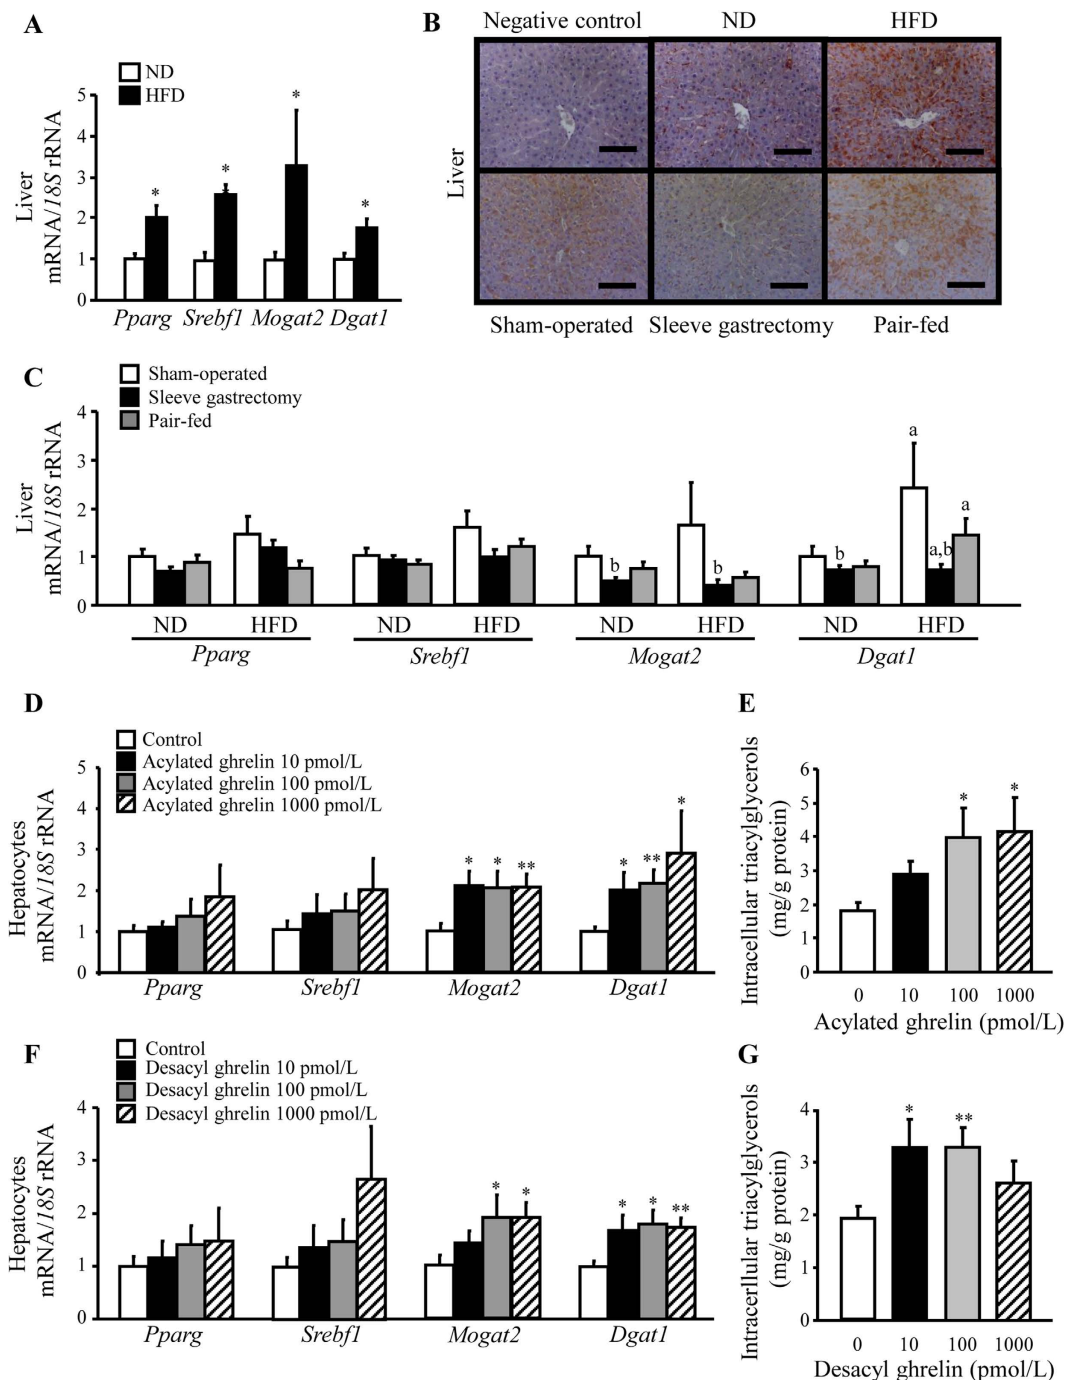 A
ND
HFD
Liver
mRNA/18S rRNA
5
4
3
2
1
0
*
*
*
*
Pparg Srebf1 Mogat2 Dgat1
B
Negative control ND HFD
Liver
Sham-operated Sleeve gastrectomy Pair-fed
C
Sham-operated
Sleeve gastrectomy
Pair-fed
Liver
mRNA/18S rRNA
4
3
2
1
0
b
b
b
a
a,b
a
ND HFD ND HFD ND HFD ND HFD
Pparg Srebf1 Mogat2 Dgat1
D
Control
Acylated ghrelin 10 pmol/L
Acylated ghrelin 100 pmol/L
Acylated ghrelin 1000 pmol/L
Hepatocytes
mRNA/18S rRNA
5
4
3
2
1
0
* * ** * ** *
Pparg Srebf1 Mogat2 Dgat1
E
Intracellular triacylglycerols
(mg/g protein)
6
5
4
3
2
1
0
* *
0 10 100 1000
Acylated ghrelin (pmol/L)
F
Control
Desacyl ghrelin 10 pmol/L
Desacyl ghrelin 100 pmol/L
Desacyl ghrelin 1000 pmol/L
Hepatocytes
mRNA/18S rRNA
4
3
2
1
0
* * * * **
Pparg Srebf1 Mogat2 Dgat1
G
Intracerllular triacylglycerols
(mg/g protein)
4
3
2
1
0
* **
0 10 100 1000
Desacyl ghrelin (pmol/L)